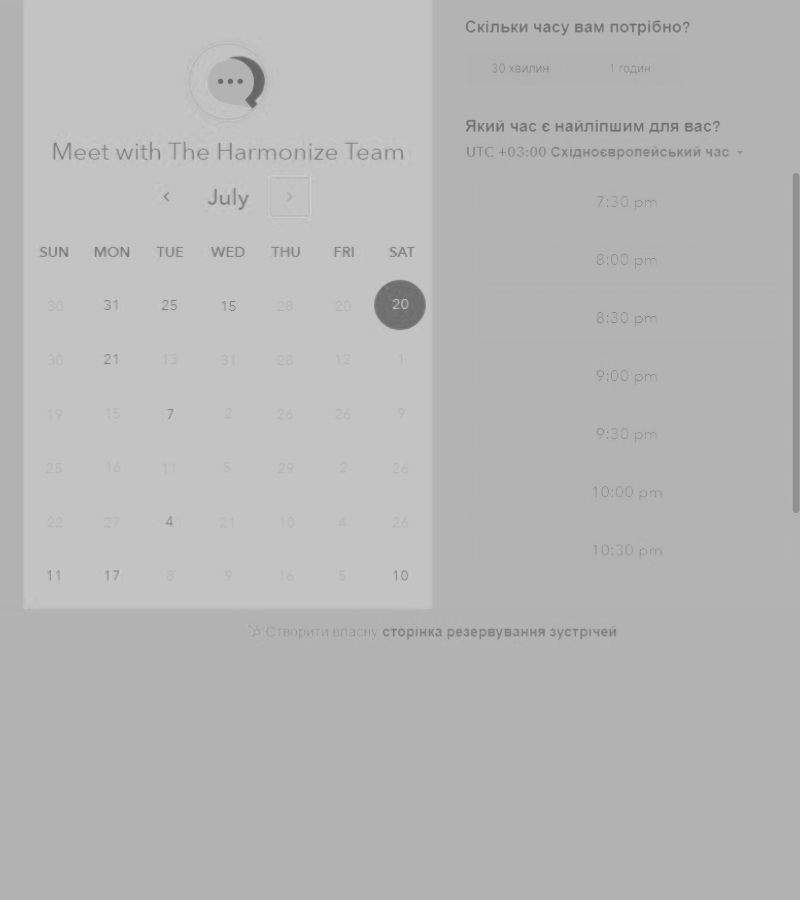 Meet with The Harmonize Team
July
SUN MON TUE WED THU FRI SAT
30 31 25 15 28 20 20
30 21 13 31 28 12 1
19 15 7 2 26 26 9
25 16 11 5 29 2 26
22 27 4 21 10 4 26
11 17 8 9 16 5 10
Скільки часу вам потрібно?
30 хвилин 1 годин
Який час є найліпшим для вас?
UTC +03:00 Східноєвропейський час
7:30 pm
8:00 pm
8:30 pm
9:00 pm
9:30 pm
10:00 pm
10:30 pm
Створити власну сторінка резервування зустрічей